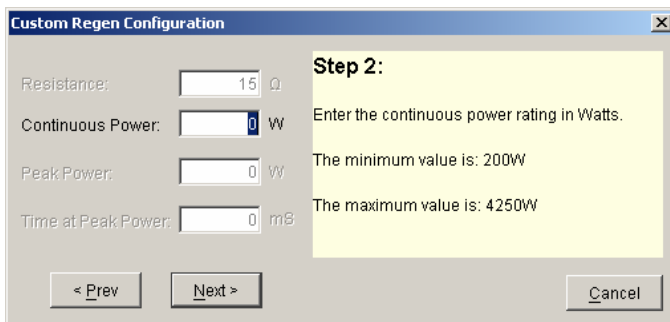 Custom Regen Configuration
Resistance: 15 Ω
Continuous Power: 0 W
Peak Power: 0 W
Time at Peak Power: 0 mS
Step 2:
Enter the continuous power rating in Watts.
The minimum value is: 200W
The maximum value is: 4250W
< Prev
Next >
Cancel